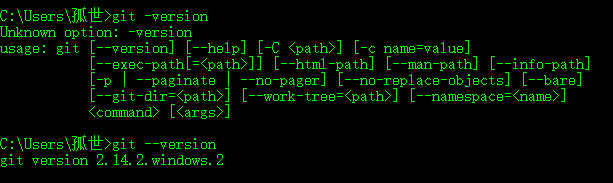 C:\Users\孤世>git -version
Unknown option: -version
usage: git [--version] [--help] [-C <path>] [-c name=value]
[--exec-path[=<path>]] [--html-path] [--man-path] [--info-path]
[-p | --paginate | --no-pager] [--no-replace-objects] [--bare]
[--git-dir=<path>] [--work-tree=<path>] [--namespace=<name>]
<command> [<args>]
C:\Users\孤世>git --version
git version 2.14.2.windows.2